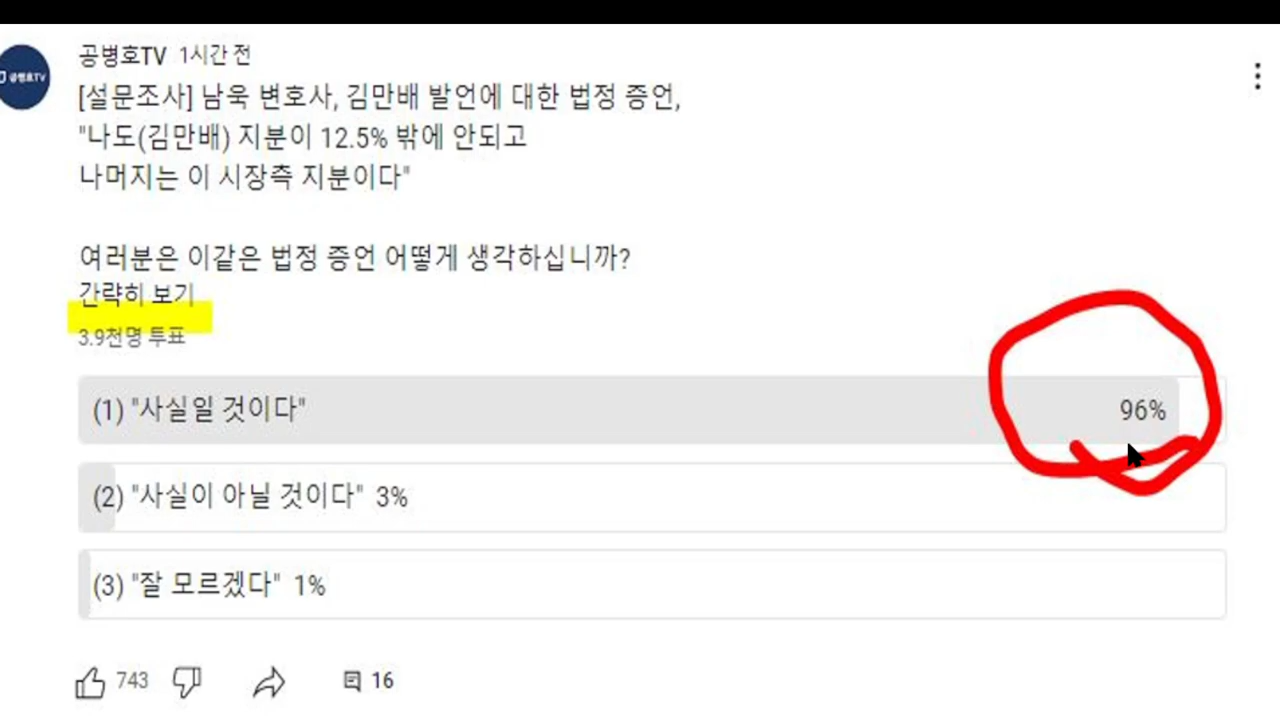 공병호TV 1시간 전
공병호TV
[설문조사] 남욱 변호사, 김만배 발언에 대한 법정 증언,
"나도(김만배) 지분이 12.5% 밖에 안되고
나머지는 이 시장측 지분이다"
여러분은 이같은 법정 증언 어떻게 생각하십니까?
간략히 보기
3.9천명 투표
(1) "사실일 것이다" 96%
(2) "사실이 아닐 것이다" 3%
(3) "잘 모르겠다" 1%
743 16